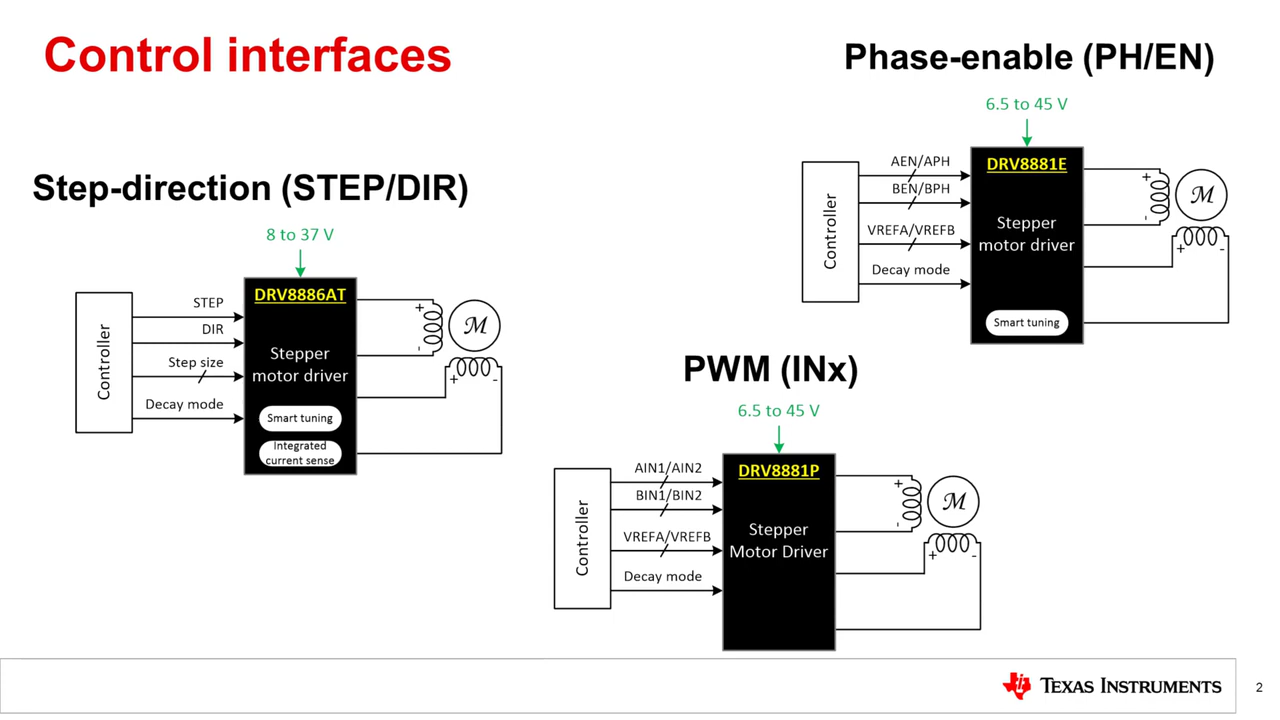 Control interfaces
Step-direction (STEP/DIR)
8 to 37 V
Controller
STEP
DIR
Step size
Decay mode
DRV8886AT
Stepper
motor driver
Smart tuning
Integrated
current sense
+
-
M
+
-
Phase-enable (PH/EN)
6.5 to 45 V
Controller
AEN/APH
BEN/BPH
VREFA/VREFB
Decay mode
DRV8881E
Stepper
motor driver
Smart tuning
+
-
M
+
-
PWM (INx)
6.5 to 45 V
Controller
AIN1/AIN2
BIN1/BIN2
VREFA/VREFB
Decay mode
DRV8881P
Stepper
Motor Driver
+
-
M
+
-
TEXAS INSTRUMENTS
2